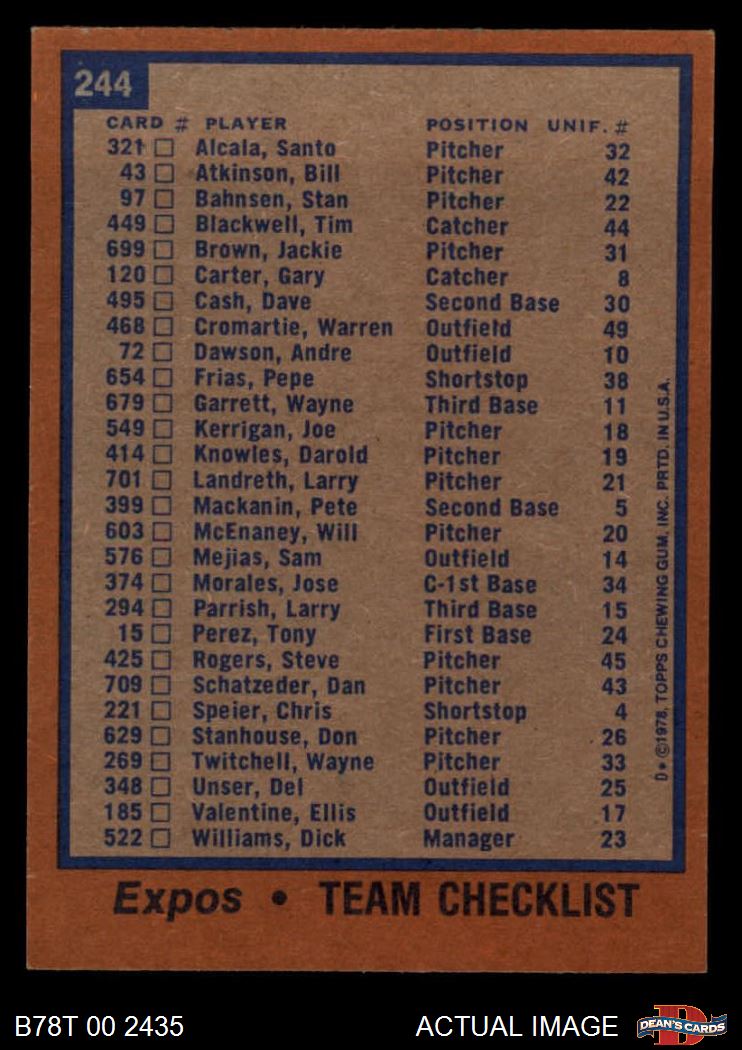 244
CARD # PLAYER POSITION UNIF. #
321 Alcala, Santo Pitcher 32
43 Atkinson, Bill Pitcher 42
97 Bahnsen, Stan Pitcher 22
449 Blackwell, Tim Catcher 44
699 Brown, Jackie Pitcher 31
120 Carter, Gary Catcher 8
495 Cash, Dave Second Base 30
468 Cromartie, Warren Outfield 49
72 Dawson, Andre Outfield 10
654 Frias, Pepe Shortstop 38
679 Garrett, Wayne Third Base 11
549 Kerrigan, Joe Pitcher 18
414 Knowles, Darold Pitcher 19
701 Landreth, Larry Pitcher 21
399 Mackanin, Pete Second Base 5
603 McEnaney, Will Pitcher 20
576 Mejias, Sam Outfield 14
374 Morales, Jose C-1st Base 34
294 Parrish, Larry Third Base 15
15 Perez, Tony First Base 24
425 Rogers, Steve Pitcher 45
709 Schatzeder, Dan Pitcher 43
221 Speier, Chris Shortstop 4
629 Stanhouse, Don Pitcher 26
269 Twitchell, Wayne Pitcher 33
348 Unser, Del Outfield 25
185 Valentine, Ellis Outfield 17
522 Williams, Dick Manager 23
D* ©1978, TOPPS CHEWING GUM, INC. PRTD. IN U.S.A.
Expos • TEAM CHECKLIST
B78T 00 2435 ACTUAL IMAGE
DEAN'S CARDS